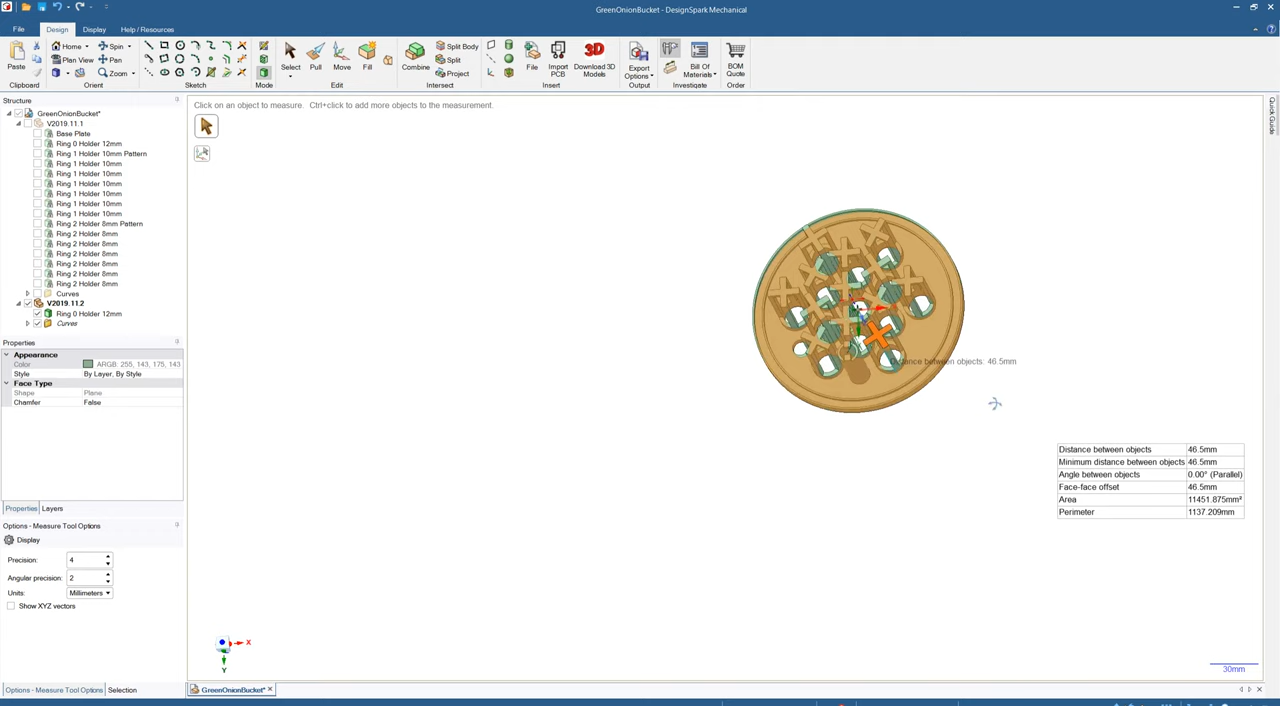 GreenOnionBucket* - DesignSpark Mechanical
File Design Display Help / Resources
Home Spin
Plan View Pan
Zoom
Paste
Select Pull Move Fill
Combine Split Body
Split
Project
File Import PCB Download 3D Models
Export Options
Bill Of Materials
BOM Quote
Clipboard Orient Sketch Mode Edit Intersect Insert Output Investigate Order
Structure
Click on an object to measure. Ctrl+click to add more objects to the measurement.
Quick Guide
GreenOnionBucket*
V2019.11.1
Base Plate
Ring 0 Holder 12mm
Ring 1 Holder 10mm Pattern
Ring 1 Holder 10mm
Ring 1 Holder 10mm
Ring 1 Holder 10mm
Ring 1 Holder 10mm
Ring 1 Holder 10mm
Ring 1 Holder 10mm
Ring 2 Holder 8mm Pattern
Ring 2 Holder 8mm
Ring 2 Holder 8mm
Ring 2 Holder 8mm
Ring 2 Holder 8mm
Ring 2 Holder 8mm
Ring 2 Holder 8mm
Curves
V2019.11.2
Ring 0 Holder 12mm
Curves
Properties
Appearance
Color ARGB: 255, 143, 175, 143
Style By Layer, By Style
Face Type
Shape Plane
Chamfer False
Distance between objects: 46.5mm
Distance between objects 46.5mm
Minimum distance between objects 46.5mm
Angle between objects 0.00° (Parallel)
Face-face offset 46.5mm
Area 11451.875mm²
Perimeter 1137.209mm
Properties Layers
Options - Measure Tool Options
Display
Precision: 4
Angular precision: 2
Units: Millimeters
Show XYZ vectors
X
Y
30mm
Options - Measure Tool Options Selection
GreenOnionBucket*